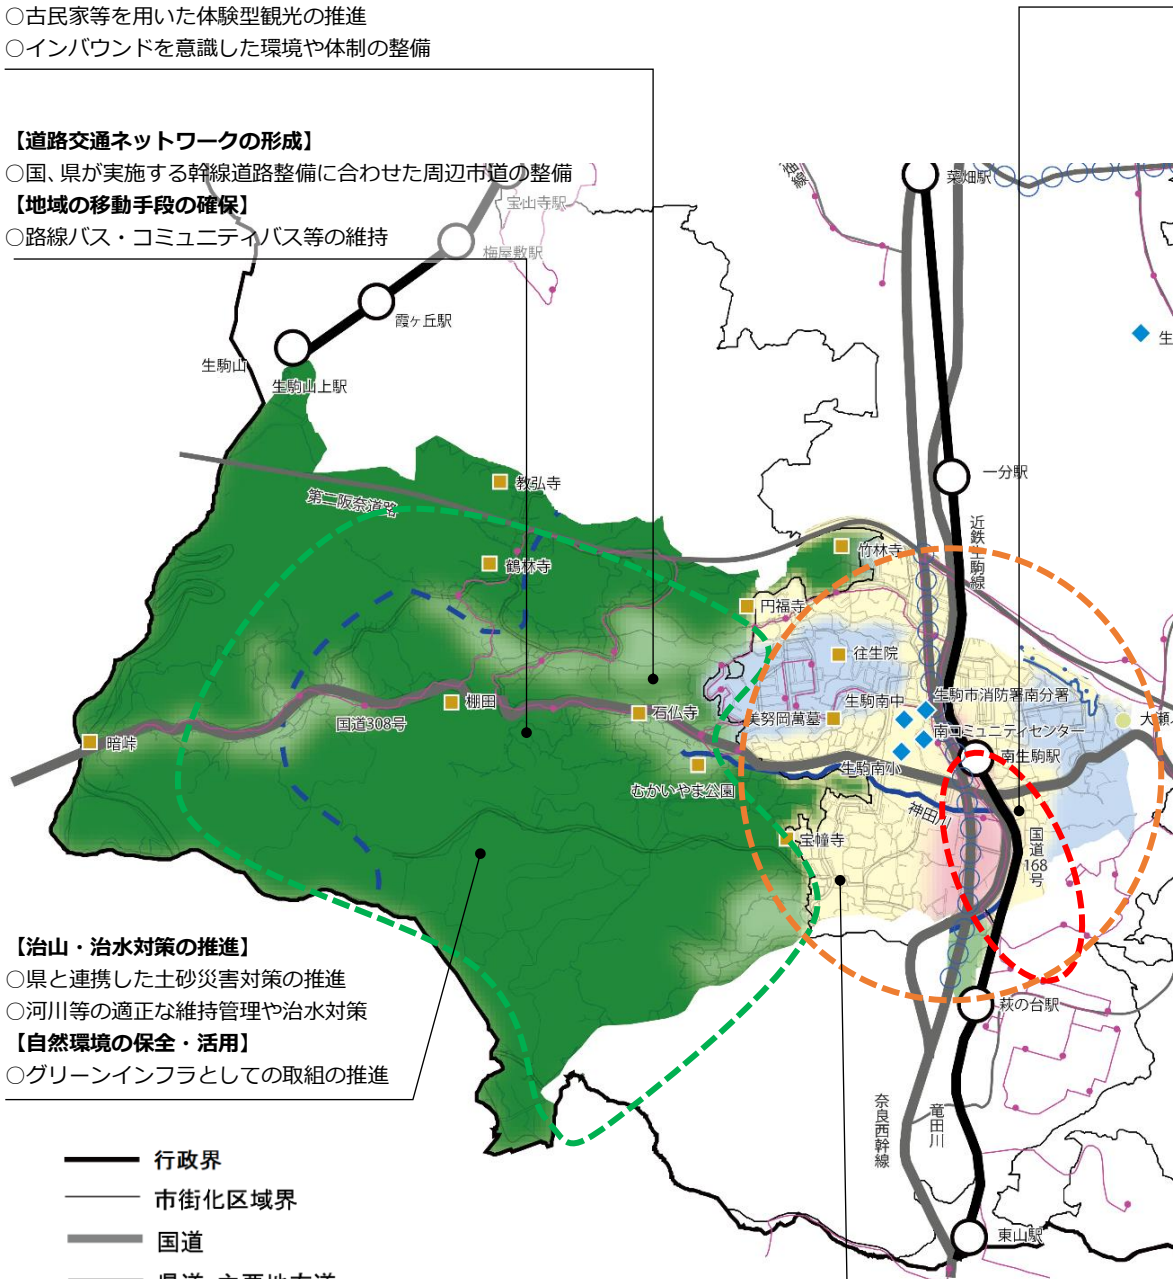 ○古民家等を用いた体験型観光の推進
○インバウンドを意識した環境や体制の整備
【道路交通ネットワークの形成】
○国、県が実施する幹線道路整備に合わせた周辺市道の整備
【地域の移動手段の確保】
○路線バス・コミュニティバス等の維持
宝山寺駅
梅屋敷駅
霞ヶ丘駅
生駒山
生駒山上駅
菜畑駅
生
一分駅
近鉄生駒線
教弘寺
第二阪奈道路
鶴林寺
竹林寺
円福寺
往生院
生駒南中
生駒市消防署南分署
美努岡萬墓
南コミュニティセンター
大瀬
棚田
石仏寺
国道308号
暗峠
南生駒駅
生駒南小
むかいやま公園
神田川
宝幢寺
国道168号
【治山・治水対策の推進】
○県と連携した土砂災害対策の推進
○河川等の適正な維持管理や治水対策
【自然環境の保全・活用】
○グリーンインフラとしての取組の推進
萩の台駅
奈良西幹線
竜田川
東山駅
行政界
市街化区域界
国道